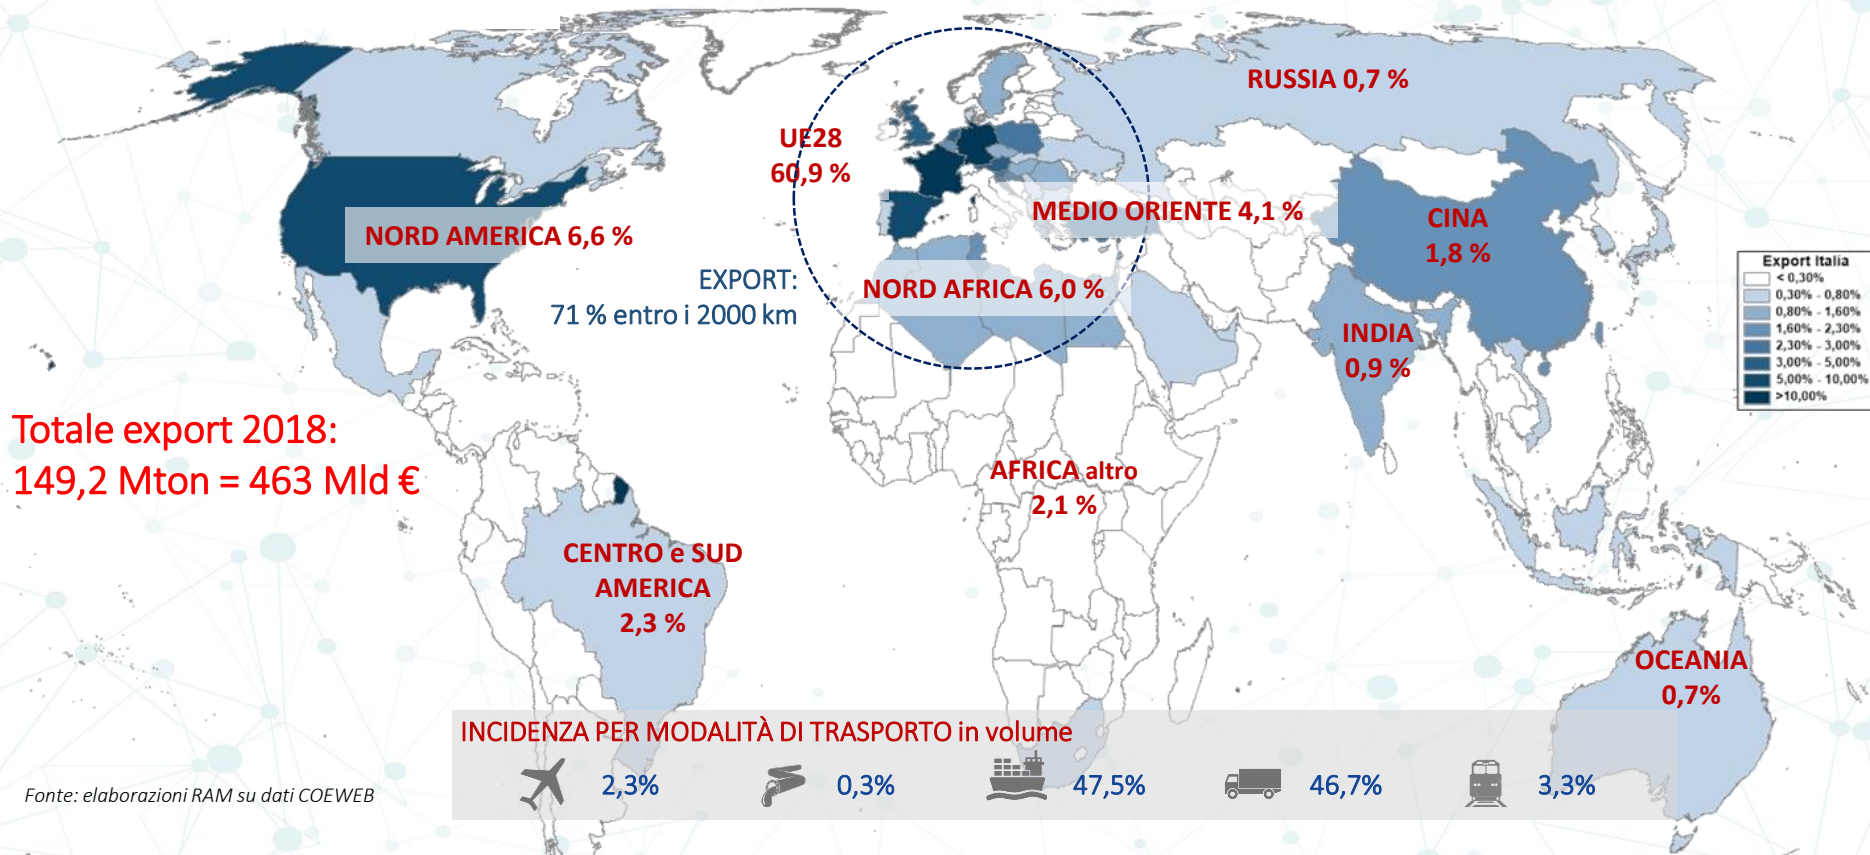 RUSSIA 0,7 %
UE28
60,9 %
MEDIO ORIENTE 4,1 %
CINA
1,8 %
NORD AMERICA 6,6 %
EXPORT:
71 % entro i 2000 km
NORD AFRICA 6,0 %
INDIA
0,9 %
Export Italia
< 0,30%
0,30% - 0,80%
0,80% - 1,60%
1,60% - 2,30%
2,30% - 3,00%
3,00% - 5,00%
5,00% - 10,00%
>10,00%
Totale export 2018:
149,2 Mton = 463 Mld €
AFRICA altro
2,1 %
CENTRO e SUD
AMERICA
2,3 %
OCEANIA
0,7%
INCIDENZA PER MODALITÀ DI TRASPORTO in volume
2,3%
0,3%
47,5%
46,7%
3,3%
Fonte: elaborazioni RAM su dati COEWEB